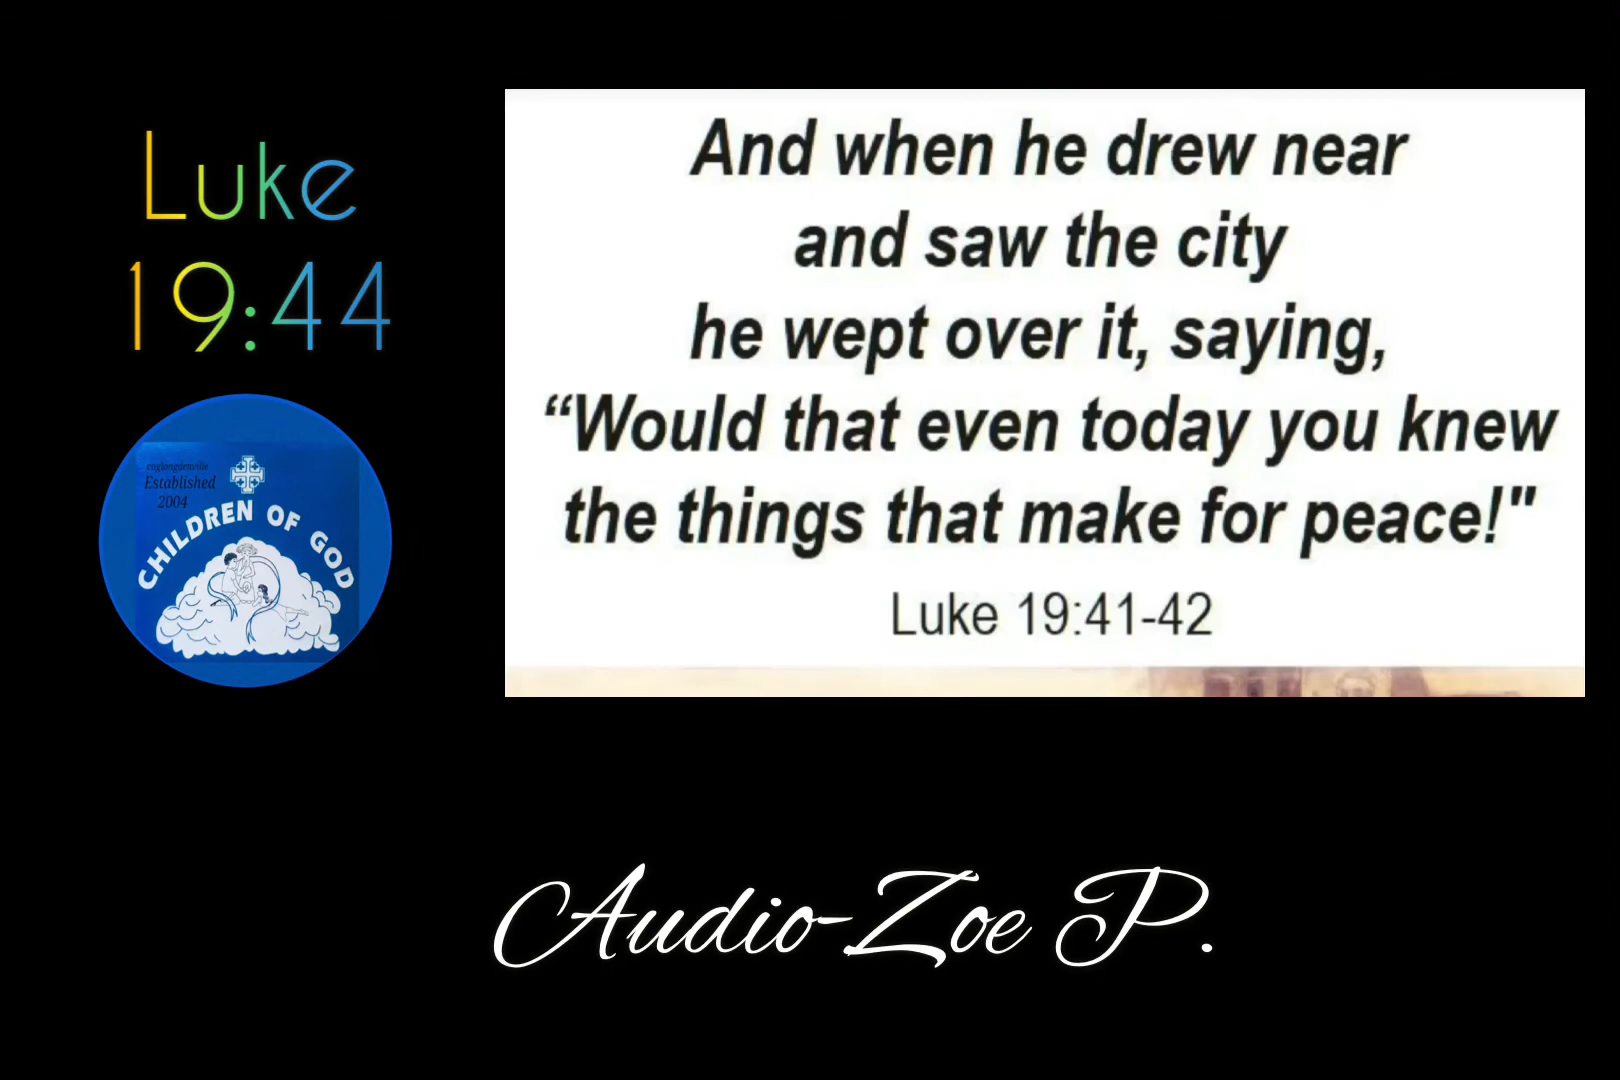 Luke
19:44
Established
2004
CHILDREN OF GOD
And when he drew near
and saw the city
he wept over it, saying,
“Would that even today you knew
the things that make for peace!"
Luke 19:41-42
Audio-Zoe P.